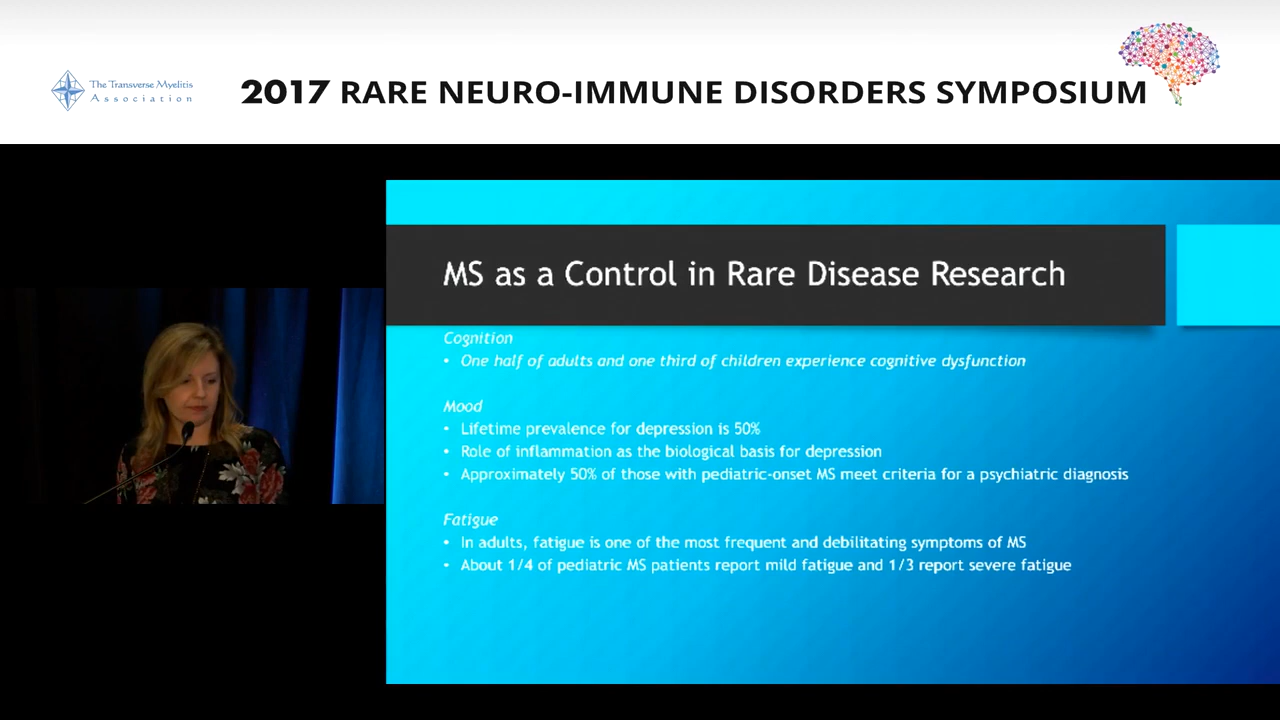 The Transverse Myelitis
Association
2017 RARE NEURO-IMMUNE DISORDERS SYMPOSIUM
MS as a Control in Rare Disease Research
Cognition
• One half of adults and one third of children experience cognitive dysfunction
Mood
• Lifetime prevalence for depression is 50%
• Role of inflammation as the biological basis for depression
• Approximately 50% of those with pediatric-onset MS meet criteria for a psychiatric diagnosis
Fatigue
• In adults, fatigue is one of the most frequent and debilitating symptoms of MS
• About 1/4 of pediatric MS patients report mild fatigue and 1/3 report severe fatigue